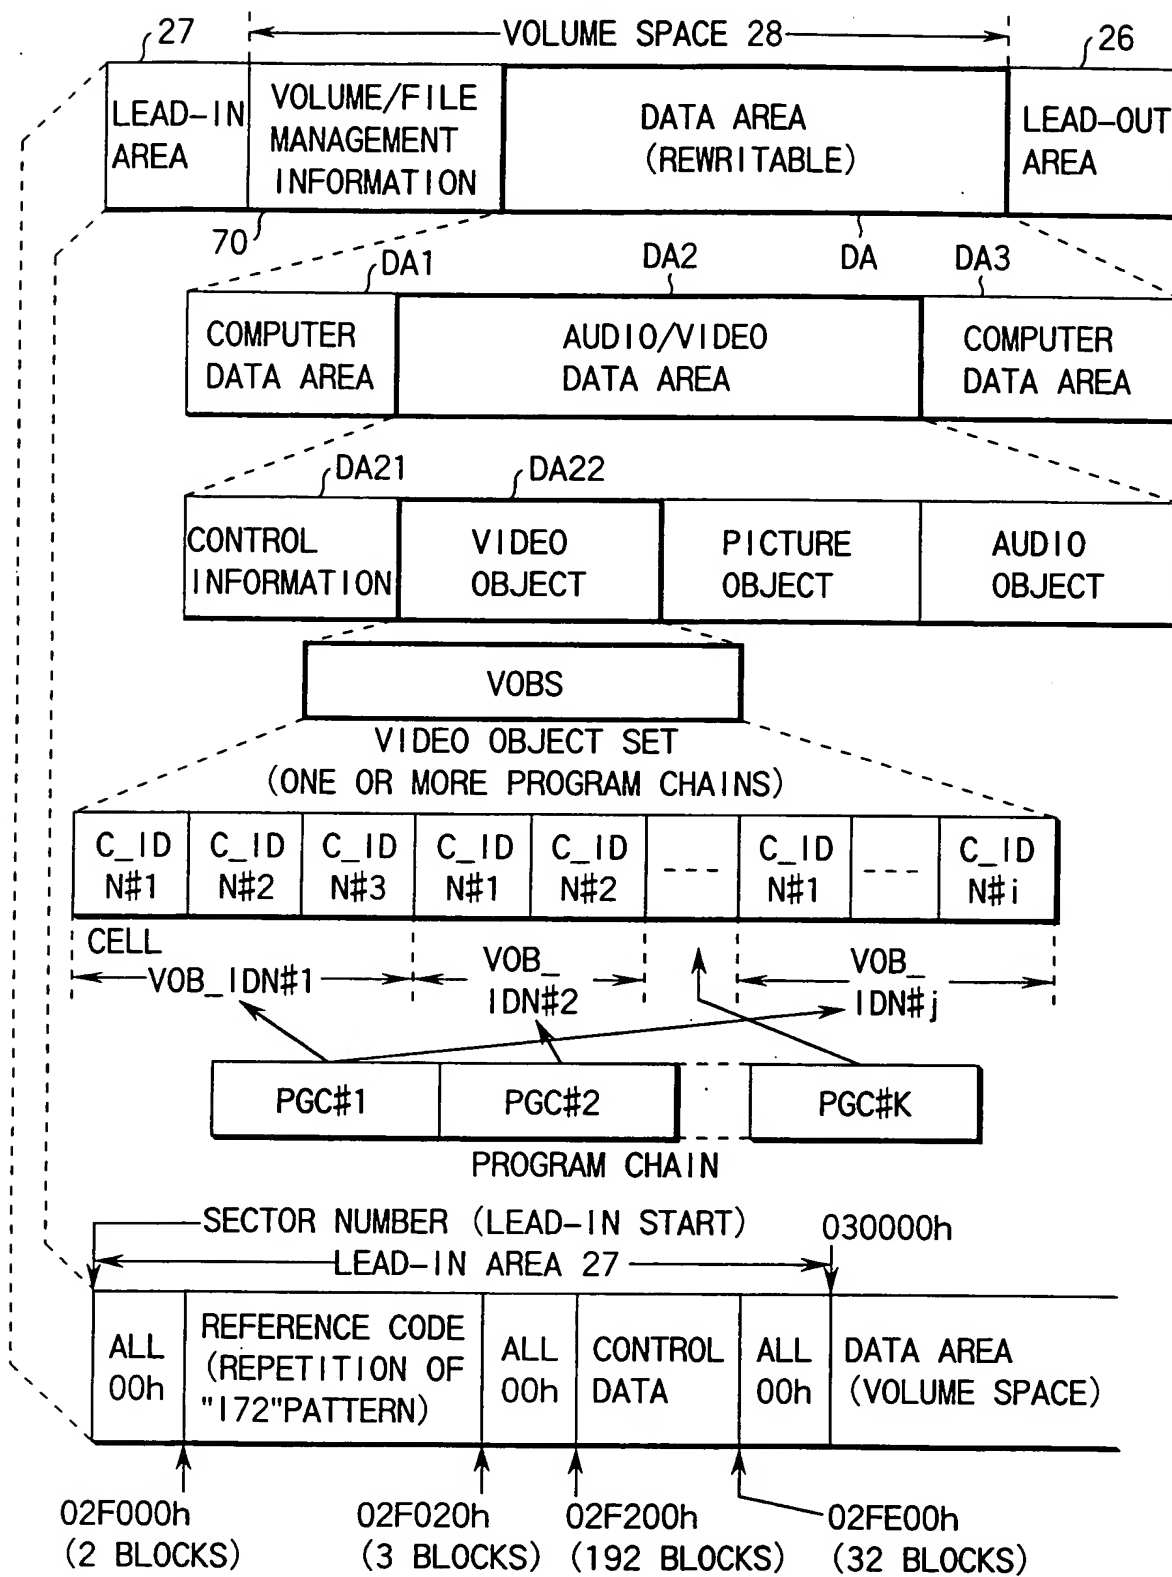 27
VOLUME SPACE 28
26
LEAD-IN
AREA
VOLUME/FILE
MANAGEMENT
INFORMATION
DATA AREA
(REWRITABLE)
LEAD-OUT
AREA
70
DA1
DA2
DA
DA3
COMPUTER
DATA AREA
AUDIO/VIDEO
DATA AREA
COMPUTER
DATA AREA
DA21
DA22
CONTROL
INFORMATION
VIDEO
OBJECT
PICTURE
OBJECT
AUDIO
OBJECT
VOBS
VIDEO OBJECT SET
(ONE OR MORE PROGRAM CHAINS)
C_ID
N#1
C_ID
N#2
C_ID
N#3
C_ID
N#1
C_ID
N#2
----
C_ID
N#1
----
C_ID
N#i
CELL
VOB_IDN#1
VOB_
IDN#2
VOB_
IDN#j
PGC#1
PGC#2
PGC#K
PROGRAM CHAIN
SECTOR NUMBER (LEAD-IN START)
030000h
LEAD-IN AREA 27
ALL
00h
REFERENCE CODE
(REPETITION OF
"172"PATTERN)
ALL
00h
CONTROL
DATA
ALL
00h
DATA AREA
(VOLUME SPACE)
02F000h
(2 BLOCKS)
02F020h
(3 BLOCKS)
02F200h
(192 BLOCKS)
02FE00h
(32 BLOCKS)